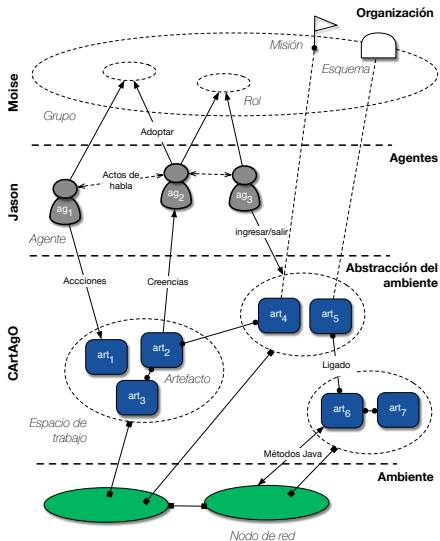 Organización
Misión
Esquema
Moise
Grupo
Rol
Adoptar
Agentes
Actos de
habla
Jason
ag1
ag2
ag3
Agente
ingresar/salir
Accciones
Creencias
Abstracción del
ambiente
CArtAgO
art1
art2
art3
art4
art5
Artefacto
Ligado
Espacio de
trabajo
art6
art7
Métodos Java
Ambiente
Nodo de red